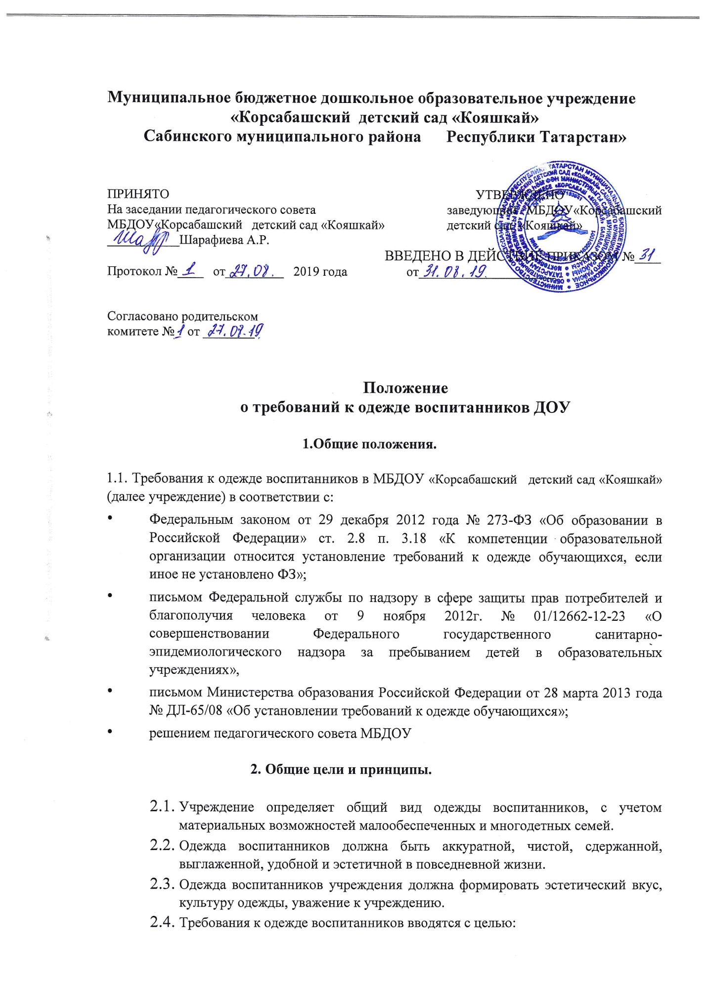 Муниципальное бюджетное дошкольное образовательное учреждение
«Корсабашский детский сад «Кояшкай»
Сабинского муниципального района Республики Татарстан»
ПРИНЯТО
На заседании педагогического совета
МБДОУ«Корсабашский детский сад «Кояшкай»
Шарафиева А.Р.
Протокол № 1 от 27.08. 2019 года
УТВЕРЖДЕНО
заведующий МБДОУ«Корсабашский
детский сад «Кояшкай»
ВВЕДЕНО В ДЕЙСТВИЕ ПРИКАЗОМ № 31
от 31.08.19.
Согласовано родительском
комитете №1 от 27.08.19.
Положение
о требований к одежде воспитанников ДОУ
1.Общие положения.
1.1. Требования к одежде воспитанников в МБДОУ «Корсабашский детский сад «Кояшкай»
(далее учреждение) в соответствии с:
• Федеральным законом от 29 декабря 2012 года № 273-ФЗ «Об образовании в
Российской Федерации» ст. 2.8 п. 3.18 «К компетенции образовательной
организации относится установление требований к одежде обучающихся, если
иное не установлено ФЗ»;
• письмом Федеральной службы по надзору в сфере защиты прав потребителей и
благополучия человека от 9 ноября 2012г. № 01/12662-12-23 «О
совершенствовании Федерального государственного санитарно-
эпидемиологического надзора за пребыванием детей в образовательных
учреждениях»,
• письмом Министерства образования Российской Федерации от 28 марта 2013 года
№ ДЛ-65/08 «Об установлении требований к одежде обучающихся»;
• решением педагогического совета МБДОУ
2. Общие цели и принципы.
2.1. Учреждение определяет общий вид одежды воспитанников, с учетом
материальных возможностей малообеспеченных и многодетных семей.
2.2. Одежда воспитанников должна быть аккуратной, чистой, сдержанной,
выглаженной, удобной и эстетичной в повседневной жизни.
2.3. Одежда воспитанников учреждения должна формировать эстетический вкус,
культуру одежды, уважение к учреждению.
2.4. Требования к одежде воспитанников вводятся с целью: